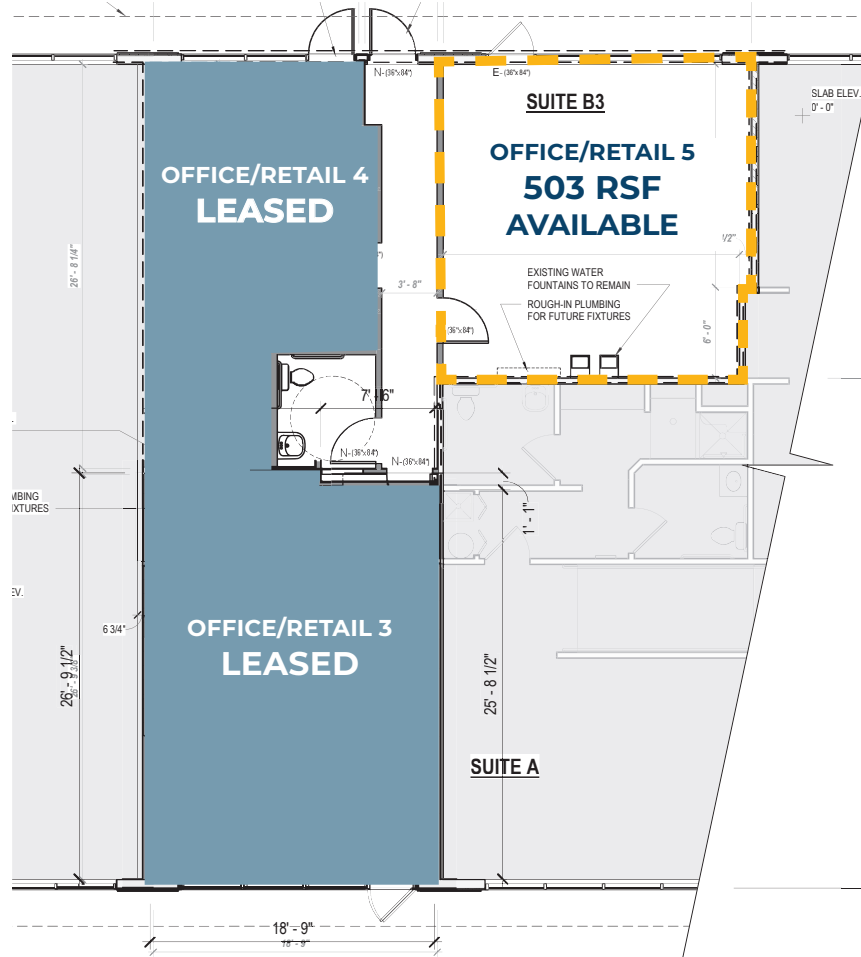 N- (36"x84")
E- (36"x84")
SUITE B3
SLAB ELEV.
0' - 0"
OFFICE/RETAIL 4
LEASED
OFFICE/RETAIL 5
503 RSF
AVAILABLE
26' - 8 1/4"
1/2"
3' - 8"
EXISTING WATER
FOUNTAINS TO REMAIN
ROUGH-IN PLUMBING
FOR FUTURE FIXTURES
(36"x84")
6' - 0"
7' - 6"
N- (36"x84")
N- (36"x84")
MBING
IXTURES
1' - 1"
EV.
6 3/4"
OFFICE/RETAIL 3
LEASED
26' - 9 1/2"
25' - 8 1/2"
SUITE A
18' - 9"
18' - 9"